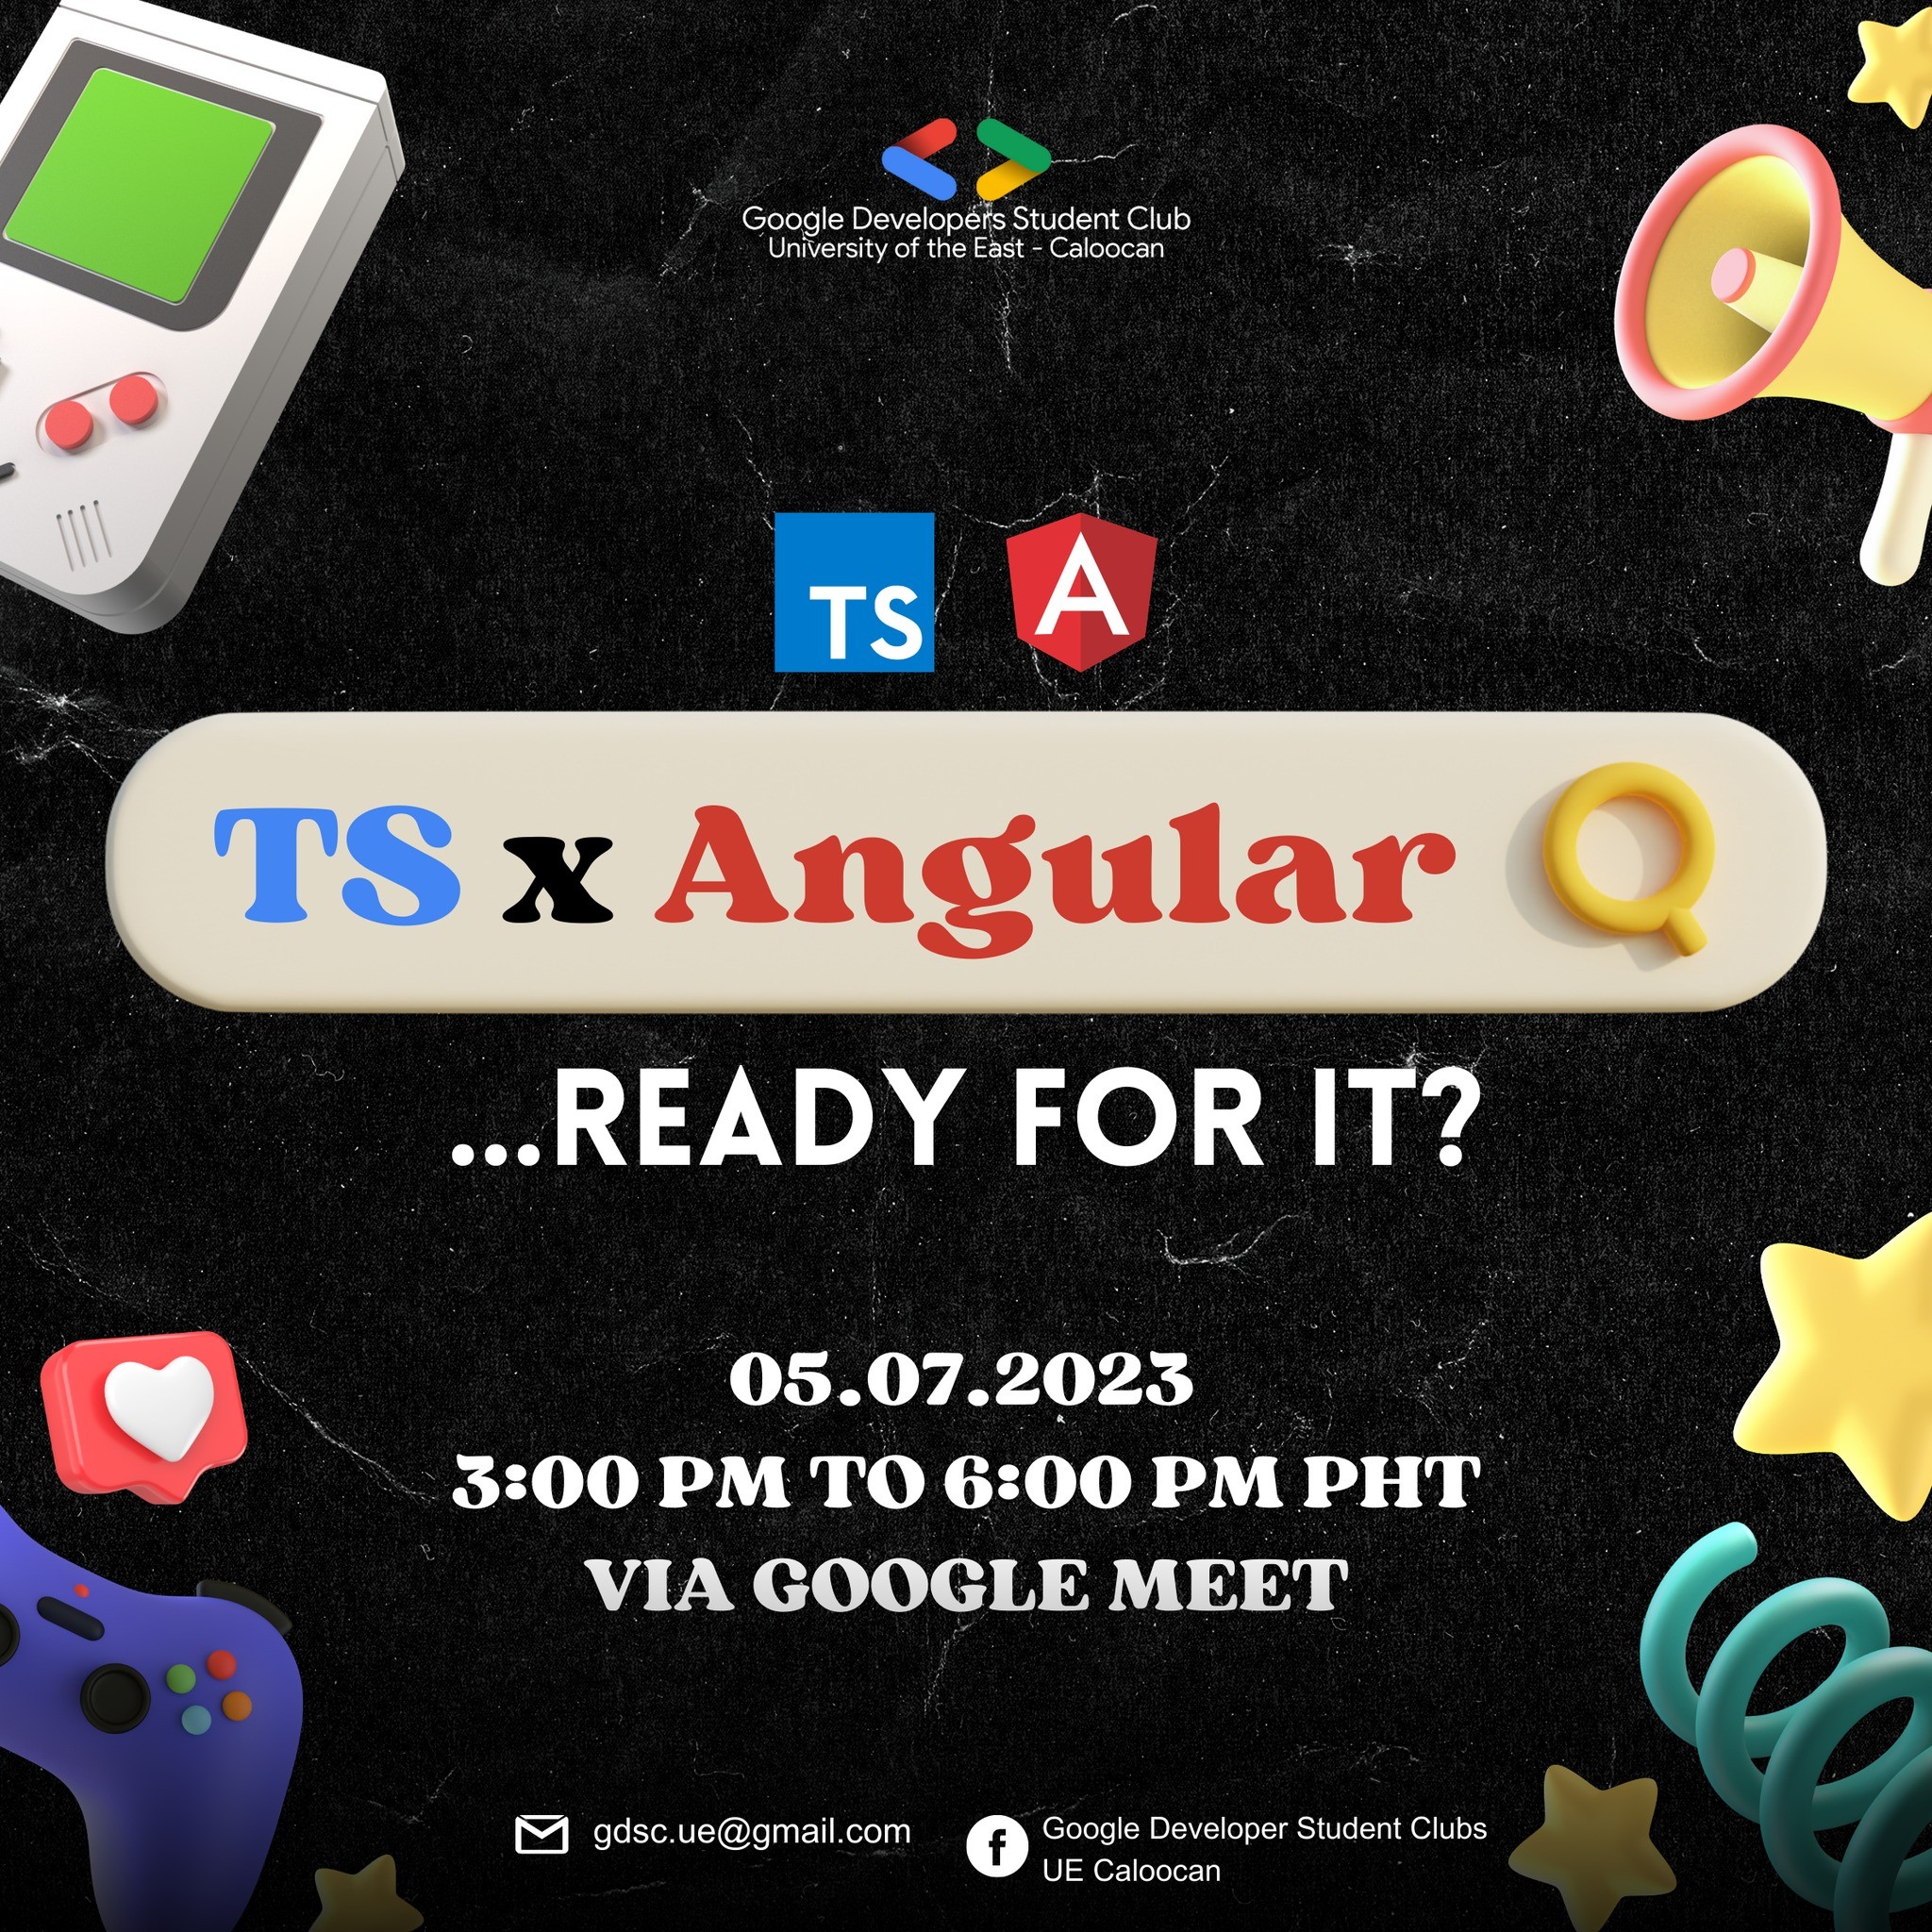 Google Developers Student Club
University of the East - Caloocan
TS A
TS x Angular
...READY FOR IT?
05.07.2023
3:00 PM TO 6:00 PM PHT
VIA GOOGLE MEET
gdsc.ue@gmail.com
Google Developer Student Clubs
UE Caloocan